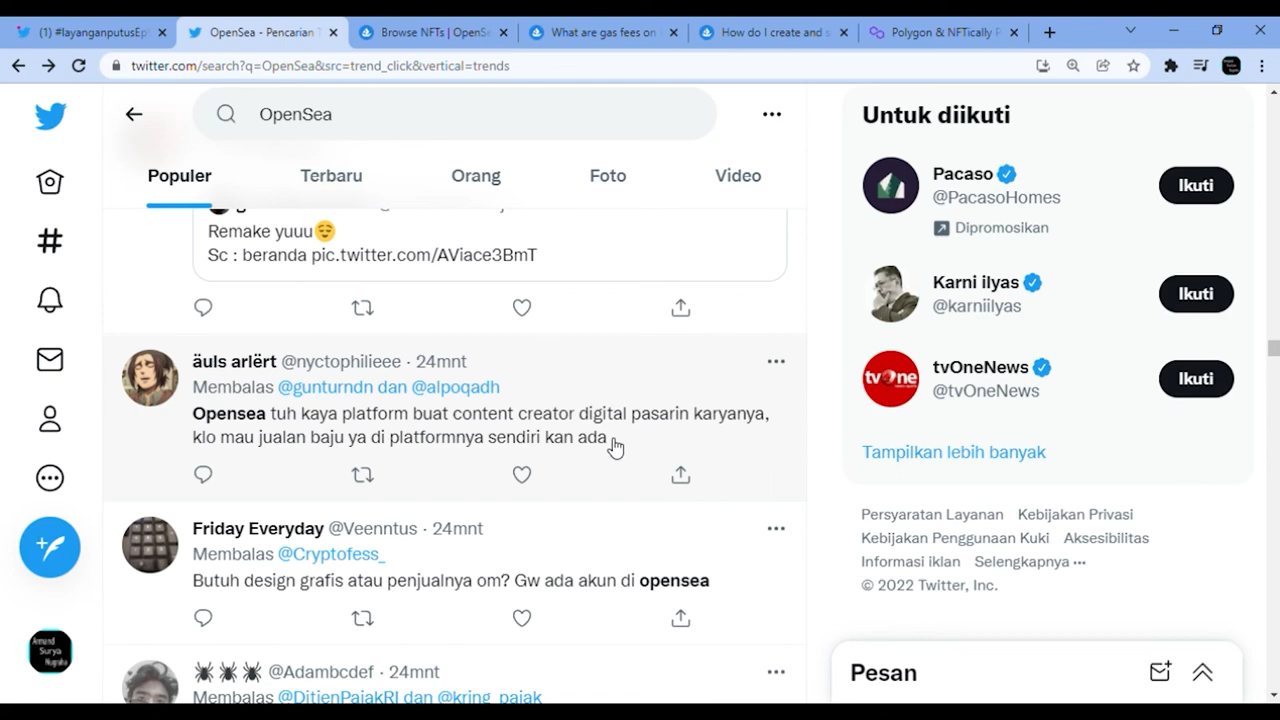 (1) #layanganputusEp
OpenSea - Pencarian T
Browse NFTs | OpenSe
What are gas fees on
How do I create and s
Polygon & NFTically P
twitter.com/search?q=OpenSea&src=trend_click&vertical=trends
OpenSea
Populer
Terbaru
Orang
Foto
Video
Remake yuuu😌
Sc : beranda pic.twitter.com/AViace3BmT
äuls arlërt @nyctophilieee · 24mnt
Membalas @gunturndn dan @alpoqadh
Opensea tuh kaya platform buat content creator digital pasarin karyanya,
klo mau jualan baju ya di platformnya sendiri kan ada
Friday Everyday @Veenntus · 24mnt
Membalas @Cryptofess_
Butuh design grafis atau penjualnya om? Gw ada akun di opensea
🕷🕷🕷 @Adambcdef · 24mnt
Membalas @DitjenPajakRI dan @kring_pajak
Untuk diikuti
Pacaso
@PacasoHomes
Dipromosikan
Ikuti
Karni ilyas
@karniilyas
Ikuti
tvOne
tvOneNews
@tvOneNews
Ikuti
Tampilkan lebih banyak
Persyaratan Layanan Kebijakan Privasi
Kebijakan Penggunaan Kuki Aksesibilitas
Informasi iklan Selengkapnya ···
© 2022 Twitter, Inc.
Pesan
Amand
Surya
Nugraha